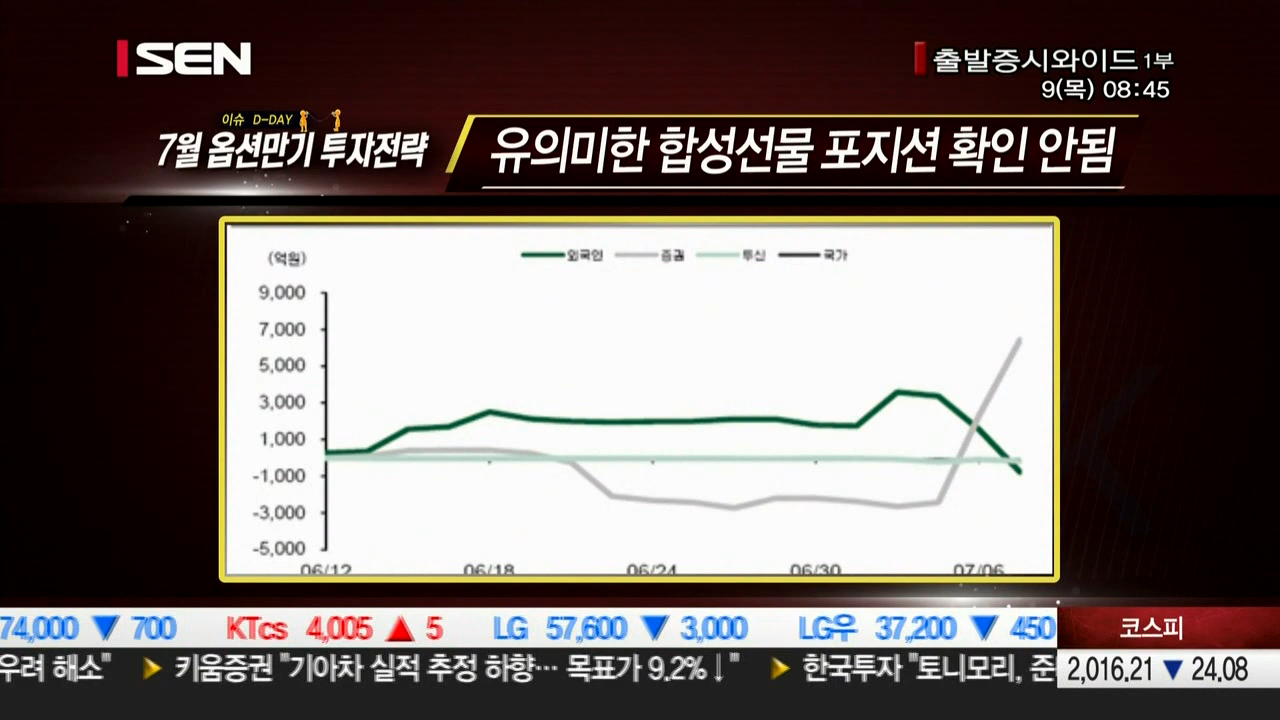 SEN
출발증시와이드 1부
9(목) 08:45
이슈 D-DAY
7월 옵션만기 투자전략
유의미한 합성선물 포지션 확인 안됨
(억원)
외국인 증권 투신 국가
9,000
7,000
5,000
3,000
1,000
-1,000
-3,000
-5,000
06/12 06/18 06/24 06/30 07/06
74,000 ▼ 700 KTcs 4,005 ▲ 5 LG 57,600 ▼ 3,000 LG우 37,200 ▼ 450
코스피
우려 해소" ▶ 키움증권 "기아차 실적 추정 하향… 목표가 9.2%↓" ▶ 한국투자 "토니모리, 준
2,016.21 ▼ 24.08